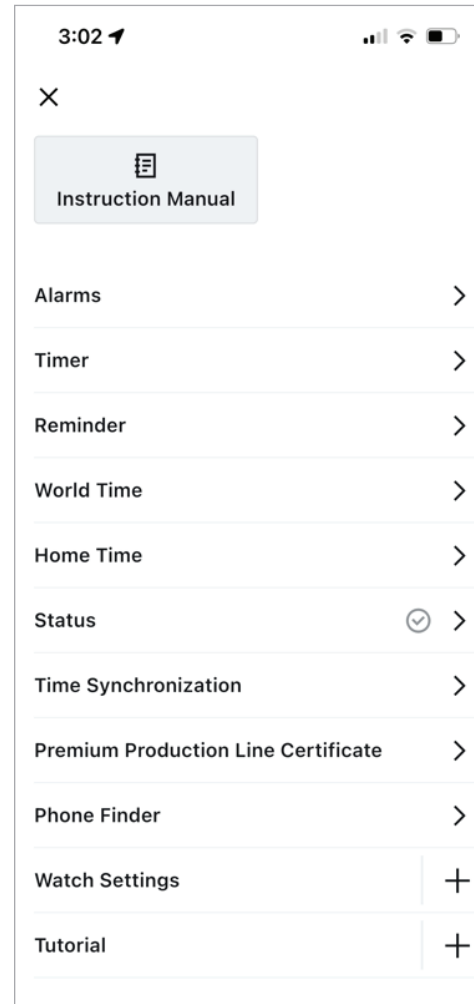 3:02
Instruction Manual
Alarms
Timer
Reminder
World Time
Home Time
Status
Time Synchronization
Premium Production Line Certificate
Phone Finder
Watch Settings
Tutorial